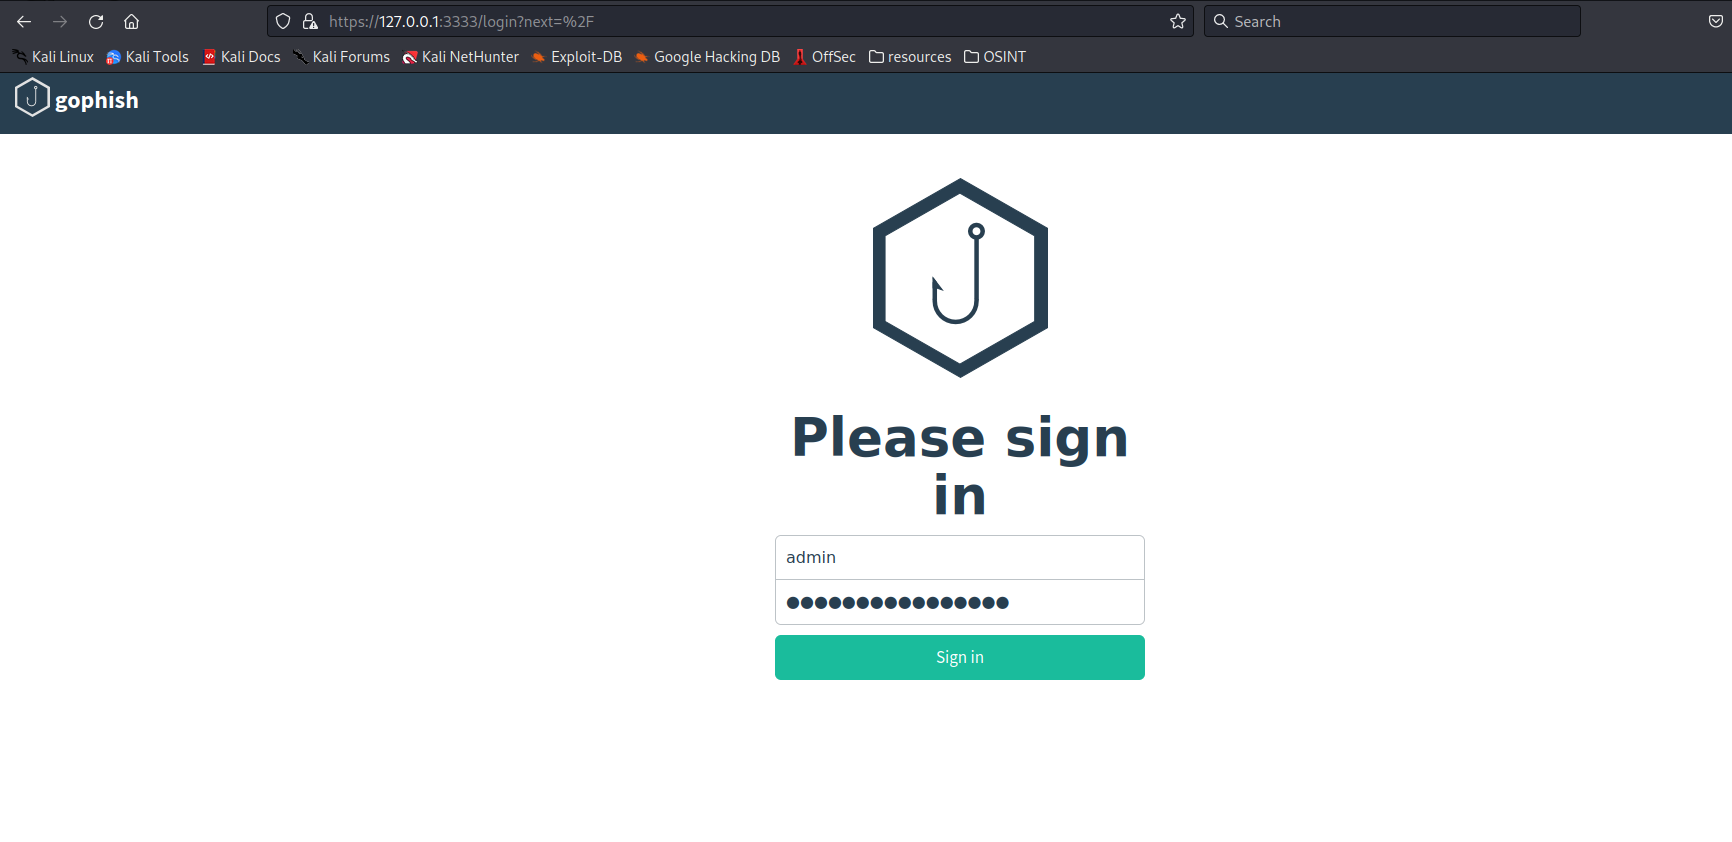 https://127.0.0.1:3333/login?next=%2F
Search
Kali Linux Kali Tools Kali Docs Kali Forums Kali NetHunter Exploit-DB Google Hacking DB OffSec resources OSINT
gophish
Please sign
in
admin
●●●●●●●●●●●●●●●●
Sign in